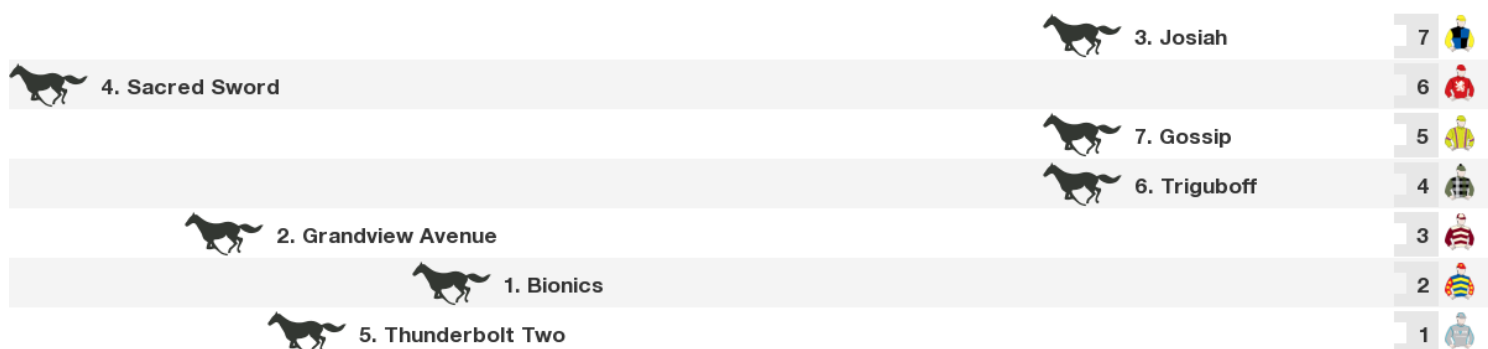 3. Josiah 7
4. Sacred Sword 6
7. Gossip 5
6. Triguboff 4
2. Grandview Avenue 3
1. Bionics 2
5. Thunderbolt Two 1